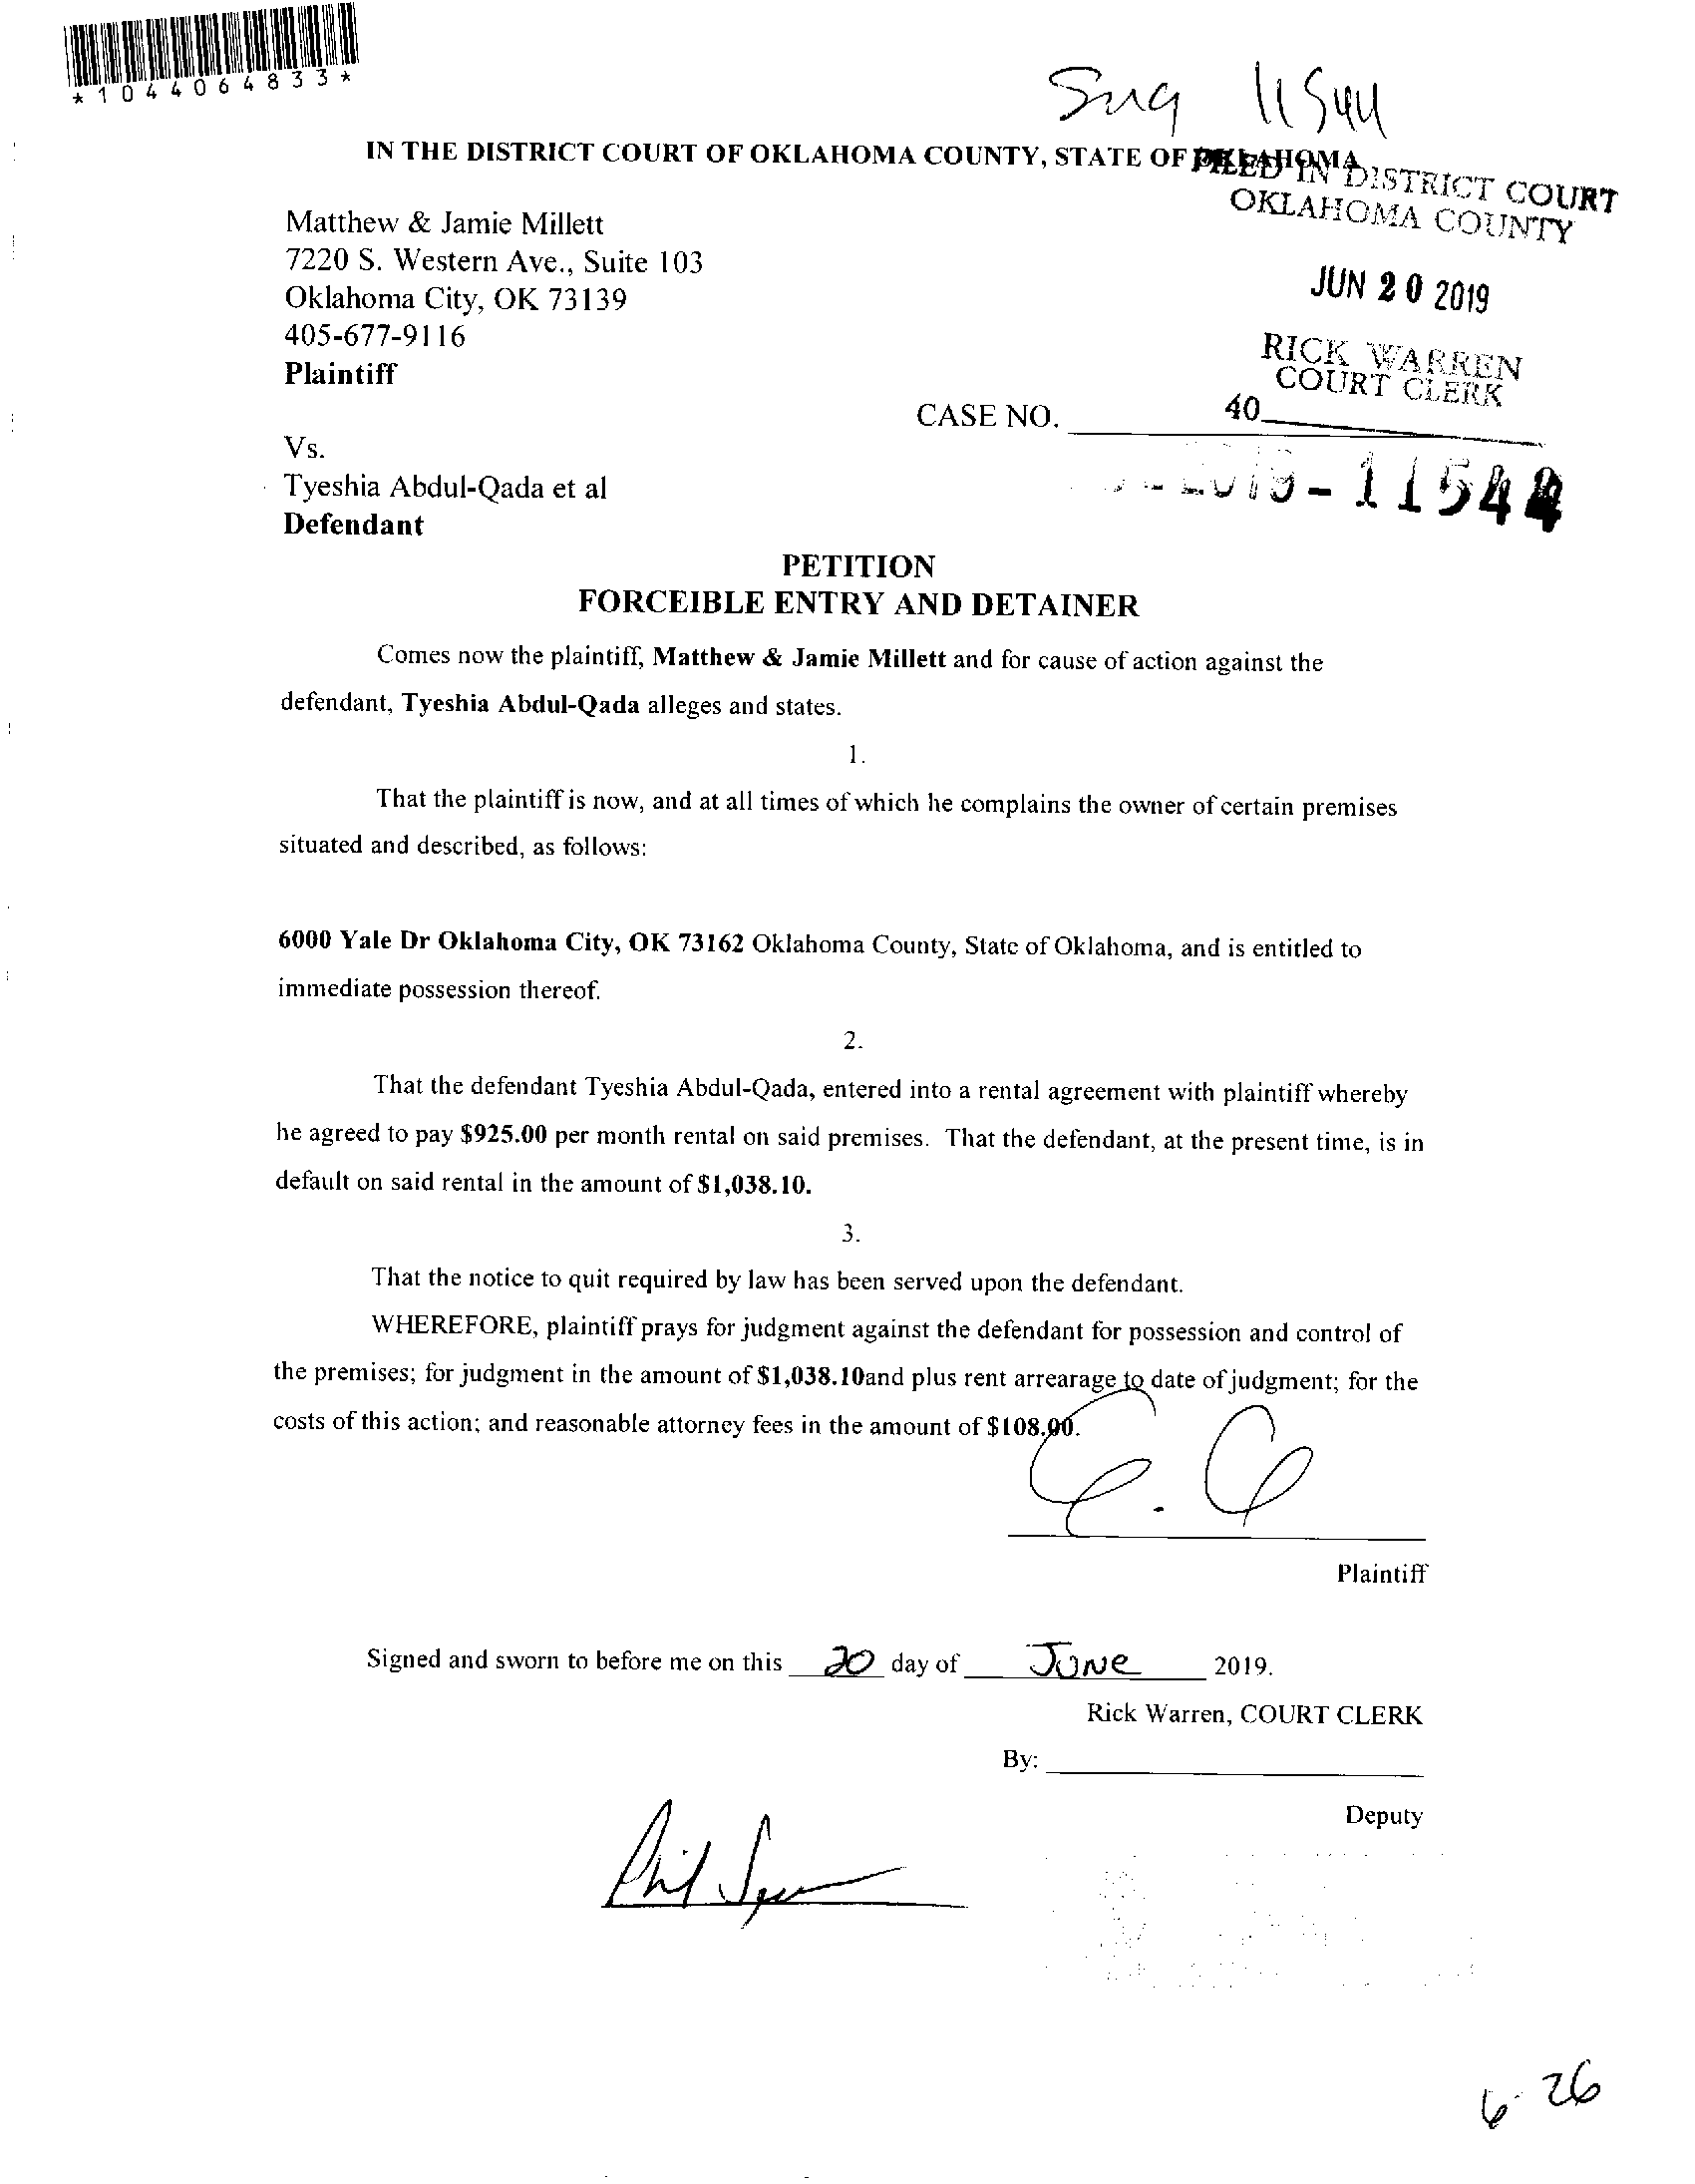 *1044064833*
11544
IN THE DISTRICT COURT OF OKLAHOMA COUNTY, STATE OF OKLAHOMA
FILED IN DISTRICT COURT
OKLAHOMA COUNTY
JUN 20 2019
RICK WARREN
COURT CLERK
40
Matthew & Jamie Millett
7220 S. Western Ave., Suite 103
Oklahoma City, OK 73139
405-677-9116
Plaintiff
CASE NO.
Vs.
Tyeshia Abdul-Qada et al
-2019-11544
Defendant
PETITION
FORCEIBLE ENTRY AND DETAINER
Comes now the plaintiff, Matthew & Jamie Millett and for cause of action against the
defendant, Tyeshia Abdul-Qada alleges and states.
1.
That the plaintiff is now, and at all times of which he complains the owner of certain premises
situated and described, as follows:
6000 Yale Dr Oklahoma City, OK 73162 Oklahoma County, State of Oklahoma, and is entitled to
immediate possession thereof.
2.
That the defendant Tyeshia Abdul-Qada, entered into a rental agreement with plaintiff whereby
he agreed to pay $925.00 per month rental on said premises. That the defendant, at the present time, is in
default on said rental in the amount of $1,038.10.
3.
That the notice to quit required by law has been served upon the defendant.
WHEREFORE, plaintiff prays for judgment against the defendant for possession and control of
the premises; for judgment in the amount of $1,038.10and plus rent arrearage to date of judgment; for the
costs of this action; and reasonable attorney fees in the amount of $108.00.
Plaintiff
Signed and sworn to before me on this 20 day of June 2019.
Rick Warren, COURT CLERK
By:
Deputy
6-26